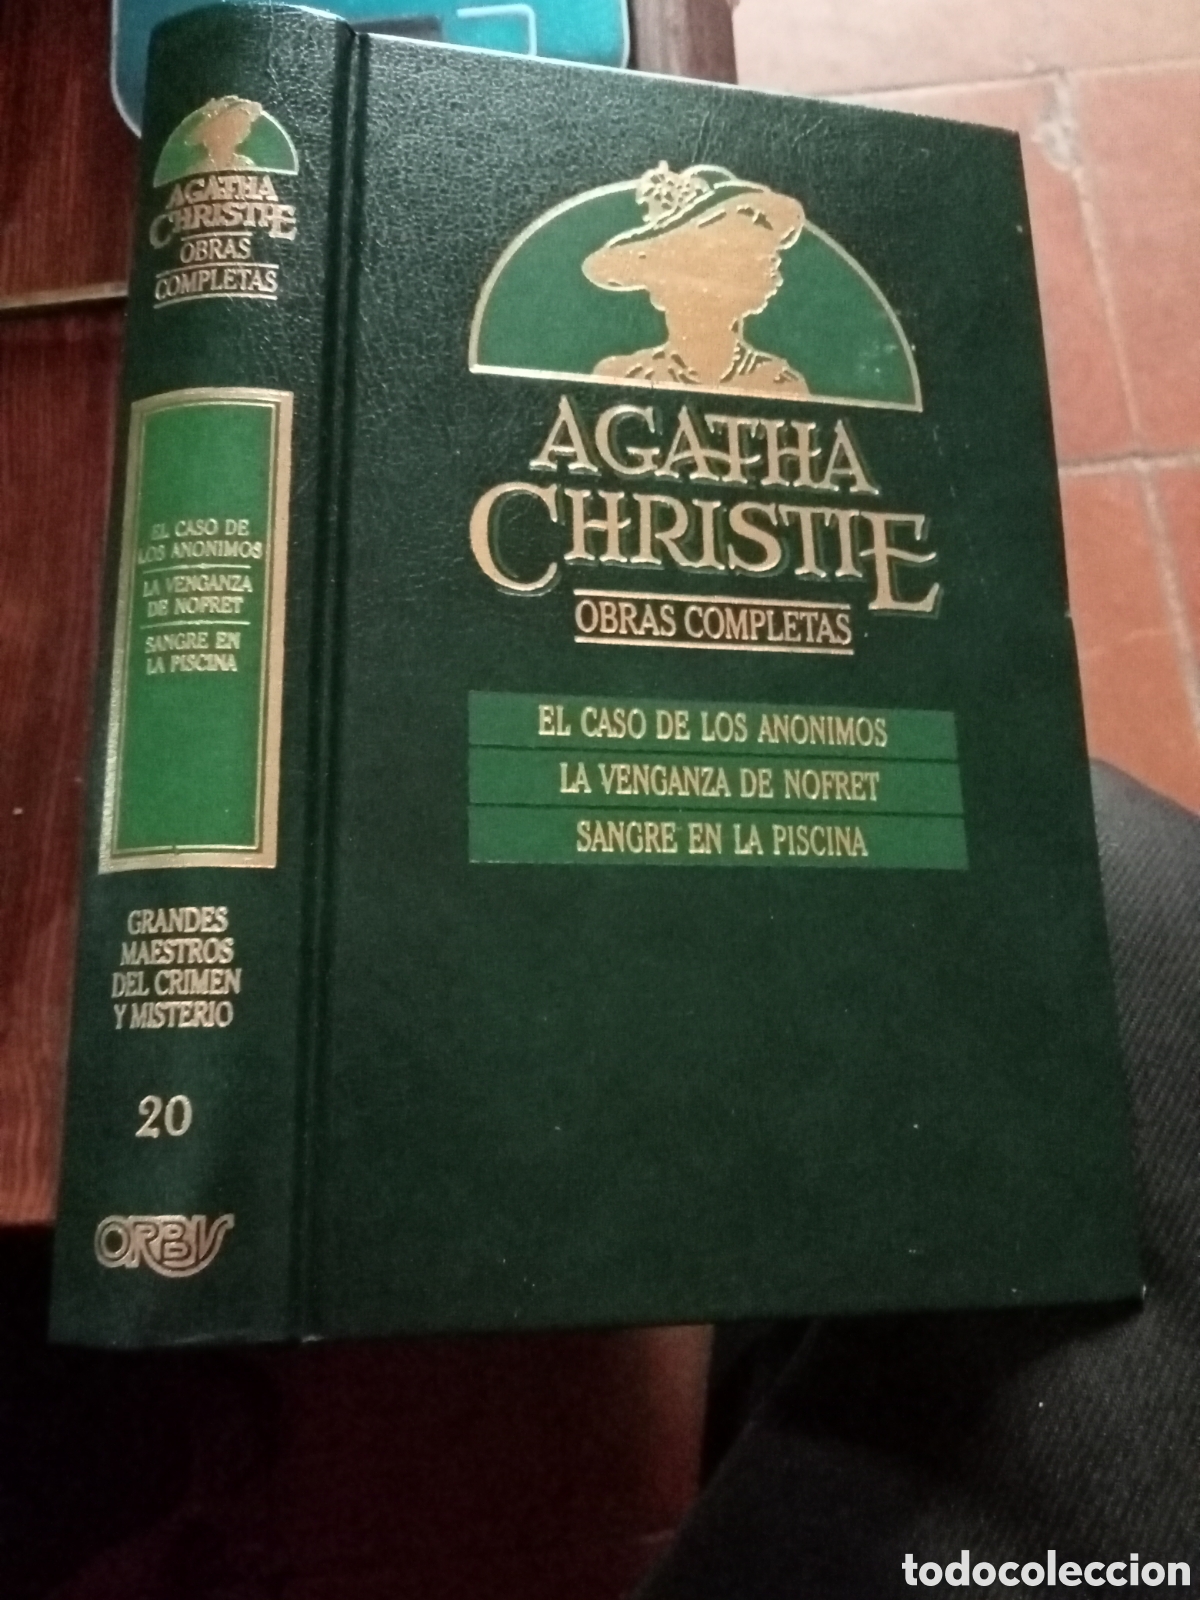 AGATHA
CHRISTIE
OBRAS
COMPLETAS
EL CASO DE
LOS ANONIMOS
LA VENGANZA
DE NOFRET
SANGRE EN
LA PISCINA
GRANDES
MAESTROS
DEL CRIMEN
Y MISTERIO
20
ORBIS
AGATHA
CHRISTIE
OBRAS COMPLETAS
EL CASO DE LOS ANONIMOS
LA VENGANZA DE NOFRET
SANGRE EN LA PISCINA
todocoleccion